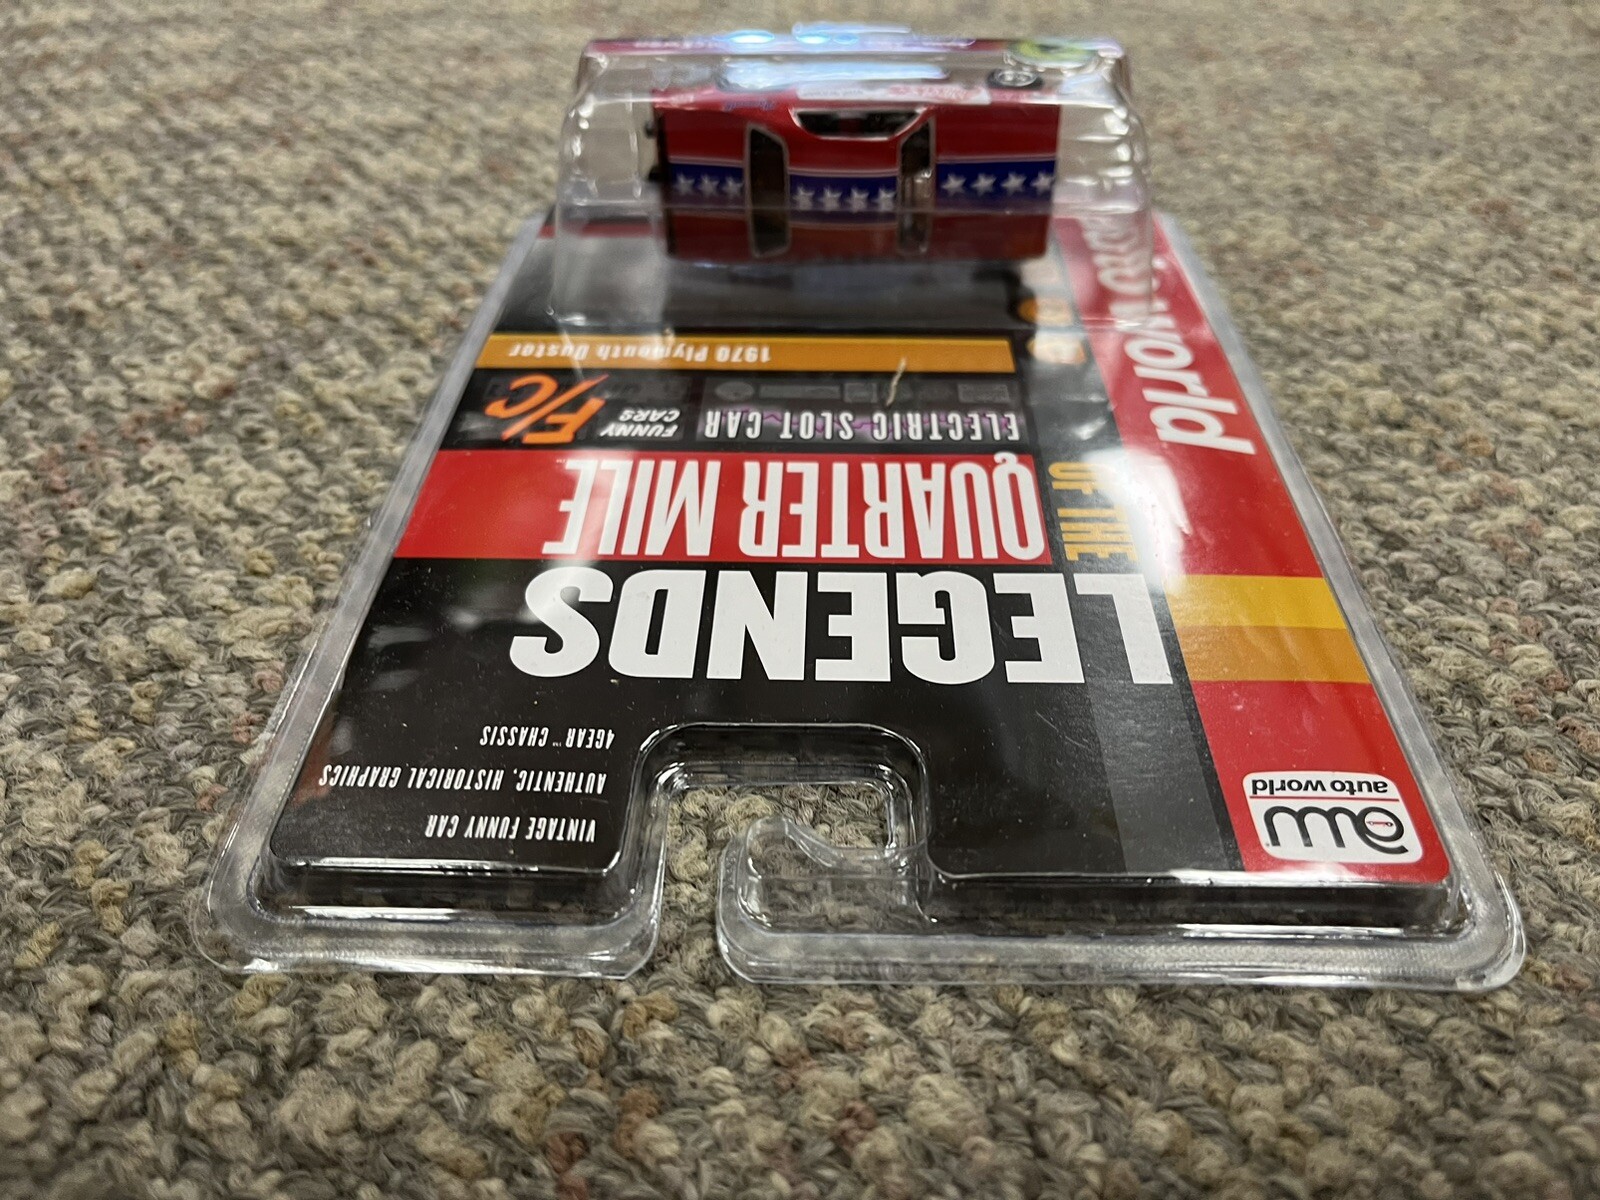 VINTAGE FUNNY CAR
AUTHENTIC, HISTORICAL GRAPHICS
4GEAR™ CHASSIS
aw
auto world
LEGENDS
OF THE
QUARTER MILE
ELECTRIC SLOT CAR
FUNNY
CARS
F/C
1970 Plymouth Duster
auto world